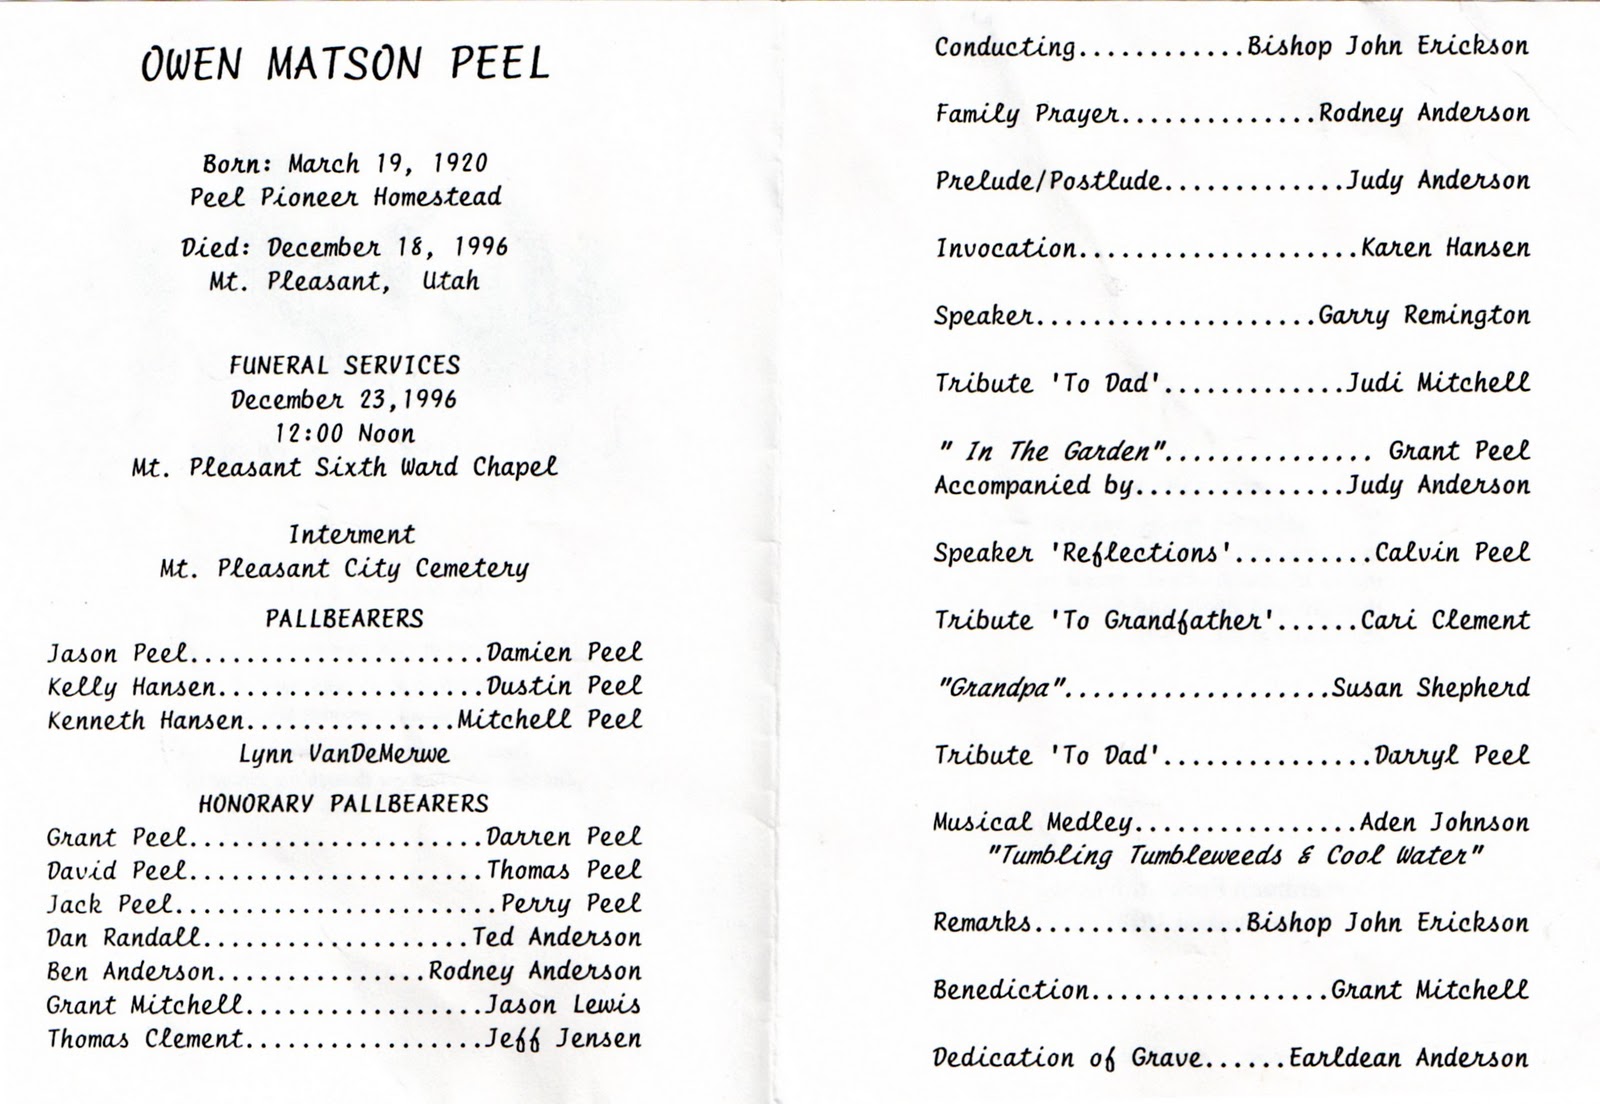 OWEN MATSON PEEL
Born: March 19, 1920
Peel Pioneer Homestead
Died: December 18, 1996
Mt. Pleasant, Utah
FUNERAL SERVICES
December 23,1996
12:00 Noon
Mt. Pleasant Sixth Ward Chapel
Interment
Mt. Pleasant City Cemetery
PALLBEARERS
Jason Peel.....................Damien Peel
Kelly Hansen...................Dustin Peel
Kenneth Hansen...............Mitchell Peel
Lynn VanDeMerwe
HONORARY PALLBEARERS
Grant Peel.....................Darren Peel
David Peel.....................Thomas Peel
Jack Peel.......................Perry Peel
Dan Randall...................Ted Anderson
Ben Anderson...............Rodney Anderson
Grant Mitchell.................Jason Lewis
Thomas Clement.................Jeff Jensen
Conducting............Bishop John Erickson
Family Prayer..............Rodney Anderson
Prelude/Postlude.............Judy Anderson
Invocation....................Karen Hansen
Speaker....................Garry Remington
Tribute 'To Dad'.............Judi Mitchell
" In The Garden"............... Grant Peel
Accompanied by...............Judy Anderson
Speaker 'Reflections'..........Calvin Peel
Tribute 'To Grandfather'......Cari Clement
"Grandpa"...................Susan Shepherd
Tribute 'To Dad'...............Darryl Peel
Musical Medley................Aden Johnson
"Tumbling Tumbleweeds & Cool Water"
Remarks...............Bishop John Erickson
Benediction.................Grant Mitchell
Dedication of Grave......Earldean Anderson